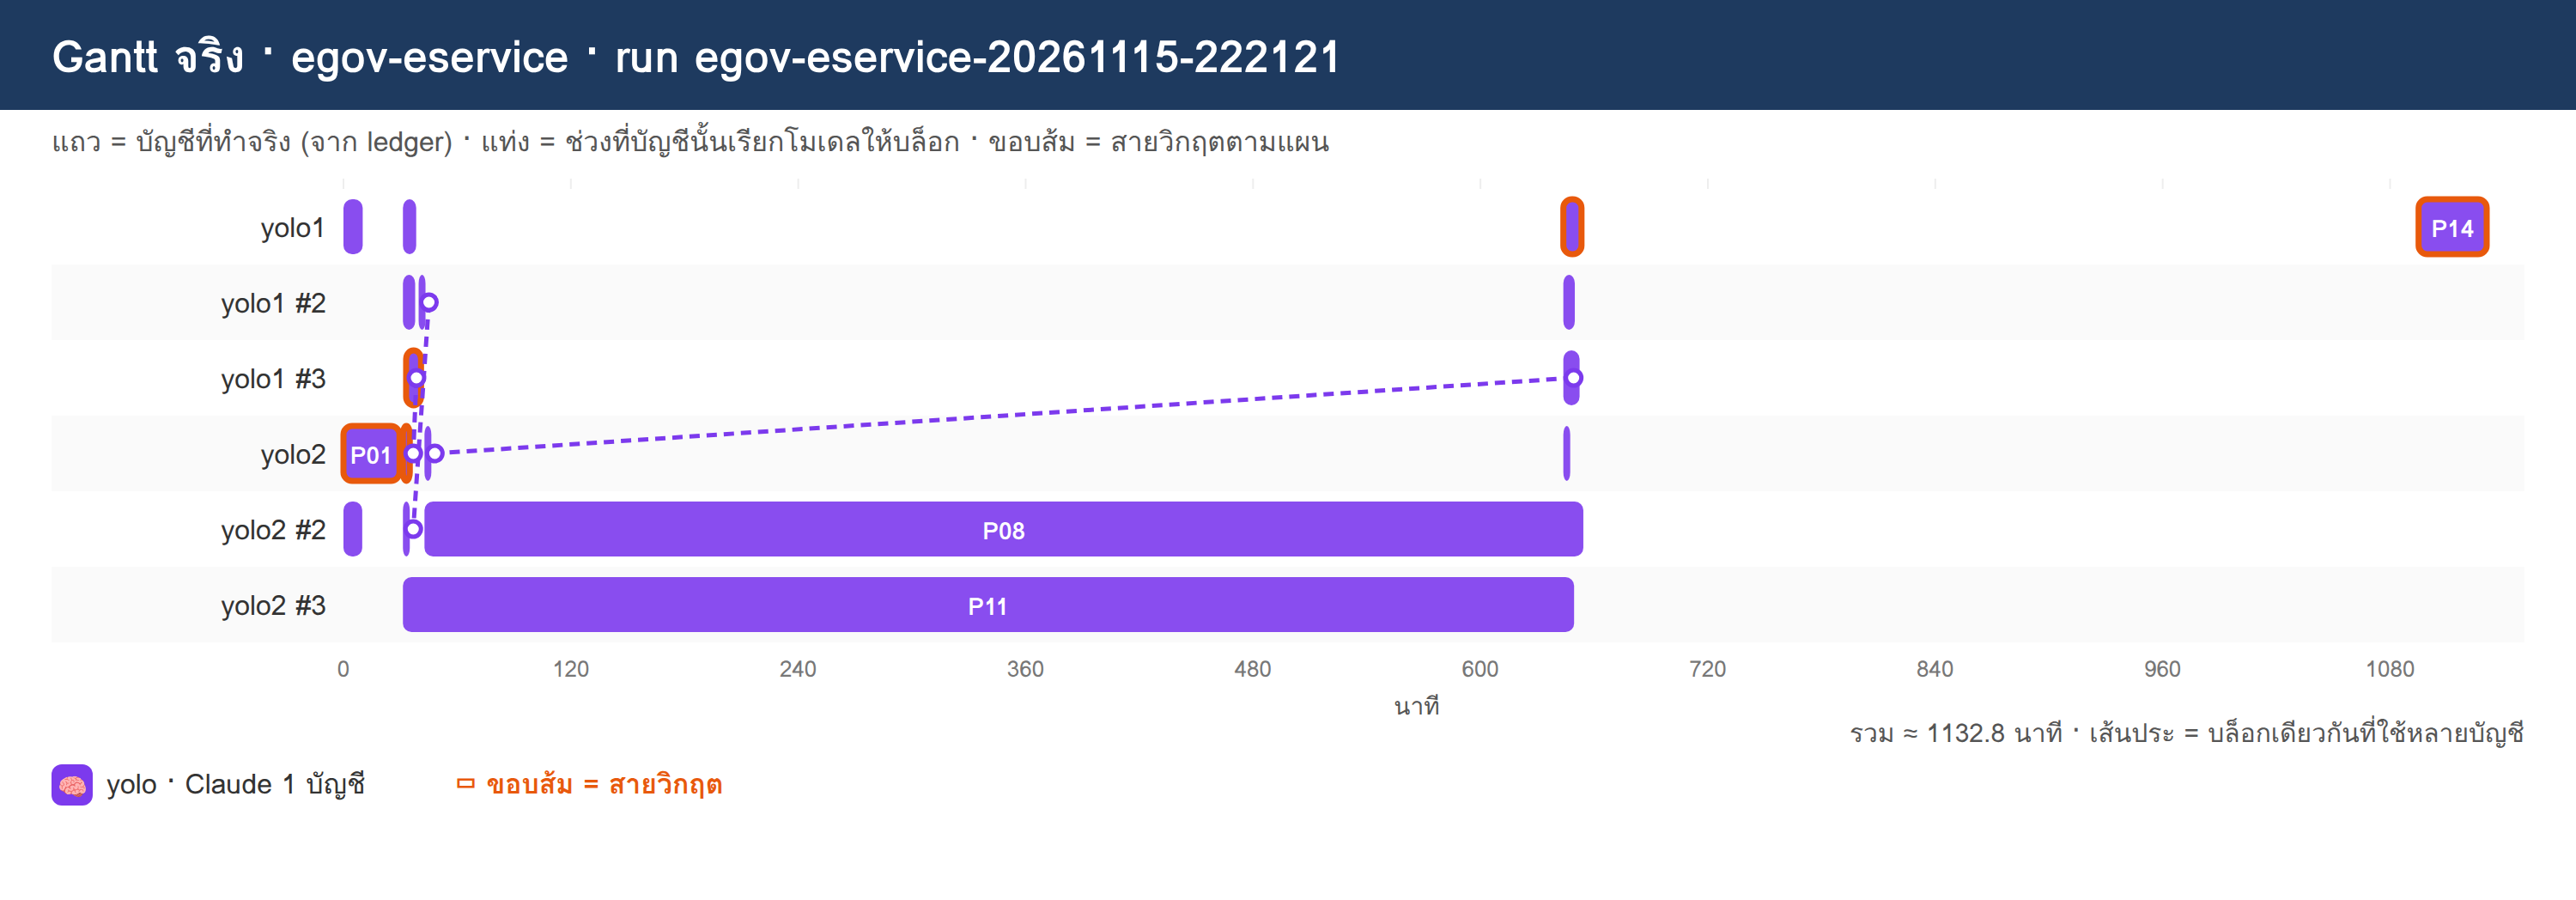 Gantt จริง · egov-eservice · run egov-eservice-20261115-222121
แถว = บัญชีที่ทำจริง (จาก ledger) · แท่ง = ช่วงที่บัญชีนั้นเรียกโมเดลให้บล็อก · ขอบส้ม = สายวิกฤตตามแผน
yolo1
P14
yolo1 #2
yolo1 #3
yolo2
P01
yolo2 #2
P08
yolo2 #3
P11
0 120 240 360 480 600 720 840 960 1080
นาที
รวม ≈ 1132.8 นาที · เส้นประ = บล็อกเดียวกันที่ใช้หลายบัญชี
yolo · Claude 1 บัญชี
ขอบส้ม = สายวิกฤต